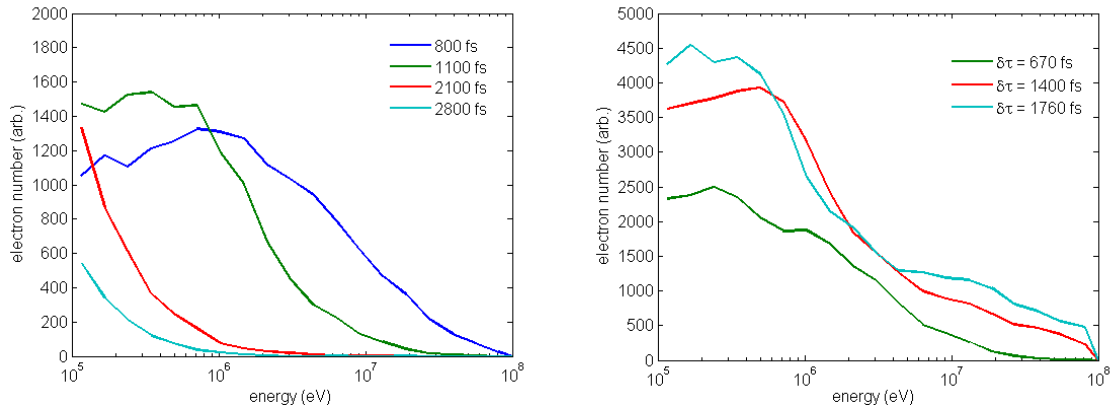 2000
1800
1600
1400
1200
1000
800
600
400
200
0
electron number (arb.)
10^5
10^6
10^7
10^8
energy (eV)
800 fs
1100 fs
2100 fs
2800 fs
5000
4500
4000
3500
3000
2500
2000
1500
1000
500
0
electron number (arb.)
10^5
10^6
10^7
10^8
energy (eV)
δτ = 670 fs
δτ = 1400 fs
δτ = 1760 fs